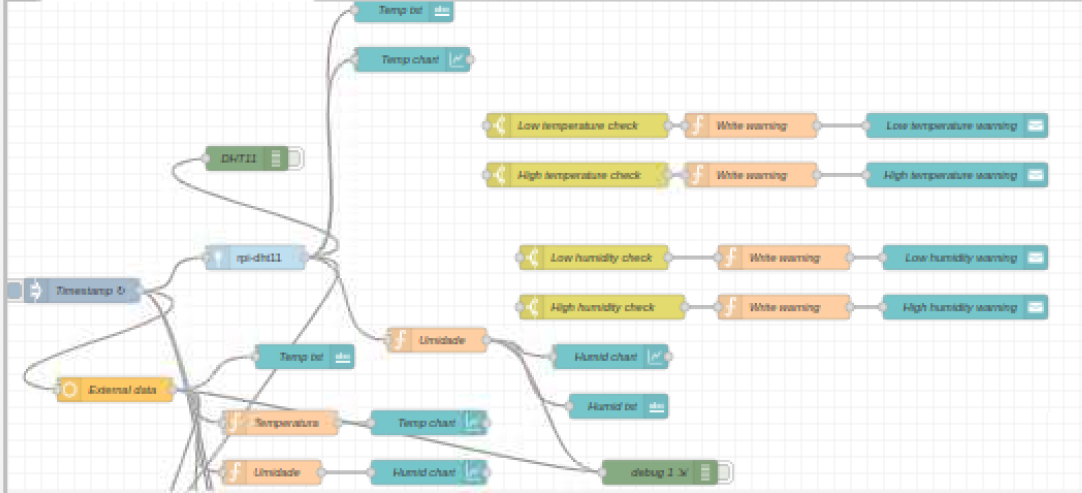 Temp txt
Temp chart
Low temperature check
Write warning
Low temperature warning
DHT11
High temperature check
Write warning
High temperature warning
rpi-dht11
Low humidity check
Write warning
Low humidity warning
Timestamp ↻
High humidity check
Write warning
High humidity warning
Umidade
Temp txt
abc
Humid chart
External data
Humid txt
abc
Temperatura
Temp chart
Umidade
Humid chart
debug 1